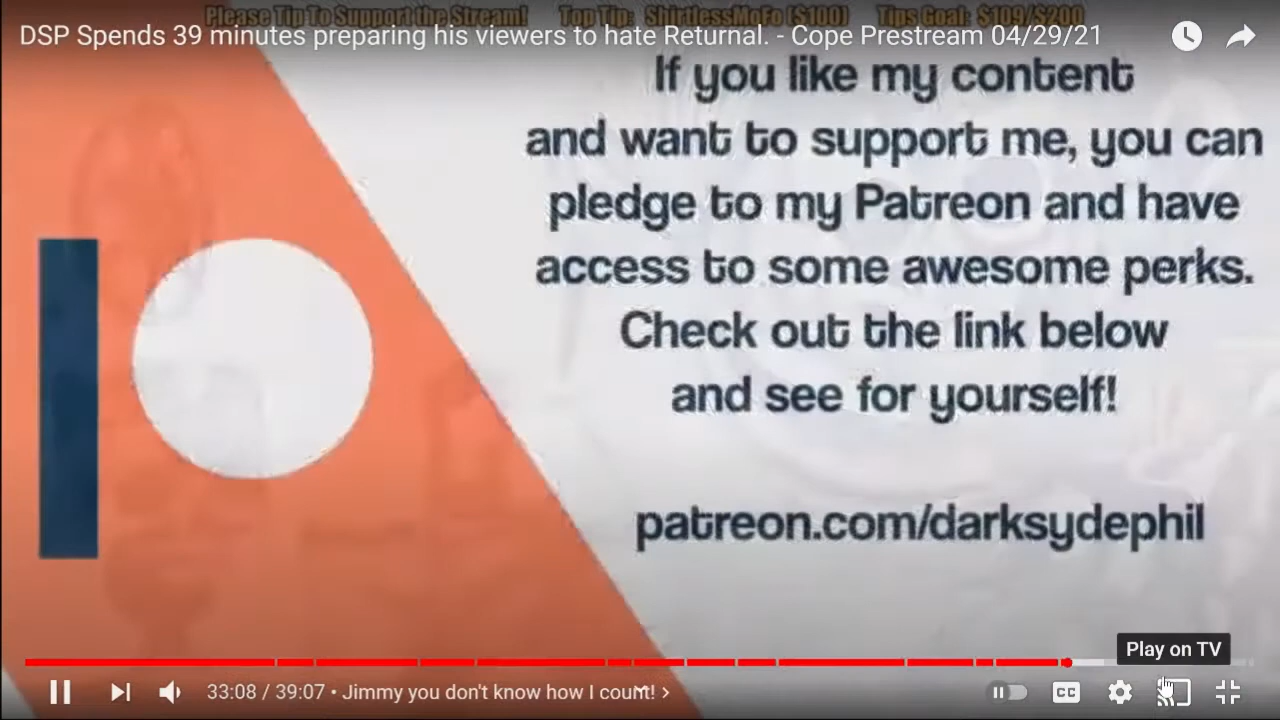 Please Tip To Support the Stream! Top Tip: ShirtlessMoFo ($100) Tips Goal: $109/$200
DSP Spends 39 minutes preparing his viewers to hate Returnal. - Cope Prestream 04/29/21
If you like my content
and want to support me, you can
pledge to my Patreon and have
access to some awesome perks.
Check out the link below
and see for yourself!
patreon.com/darksydephil
Play on TV
33:08 / 39:07 • Jimmy you don't know how I count! >
CC